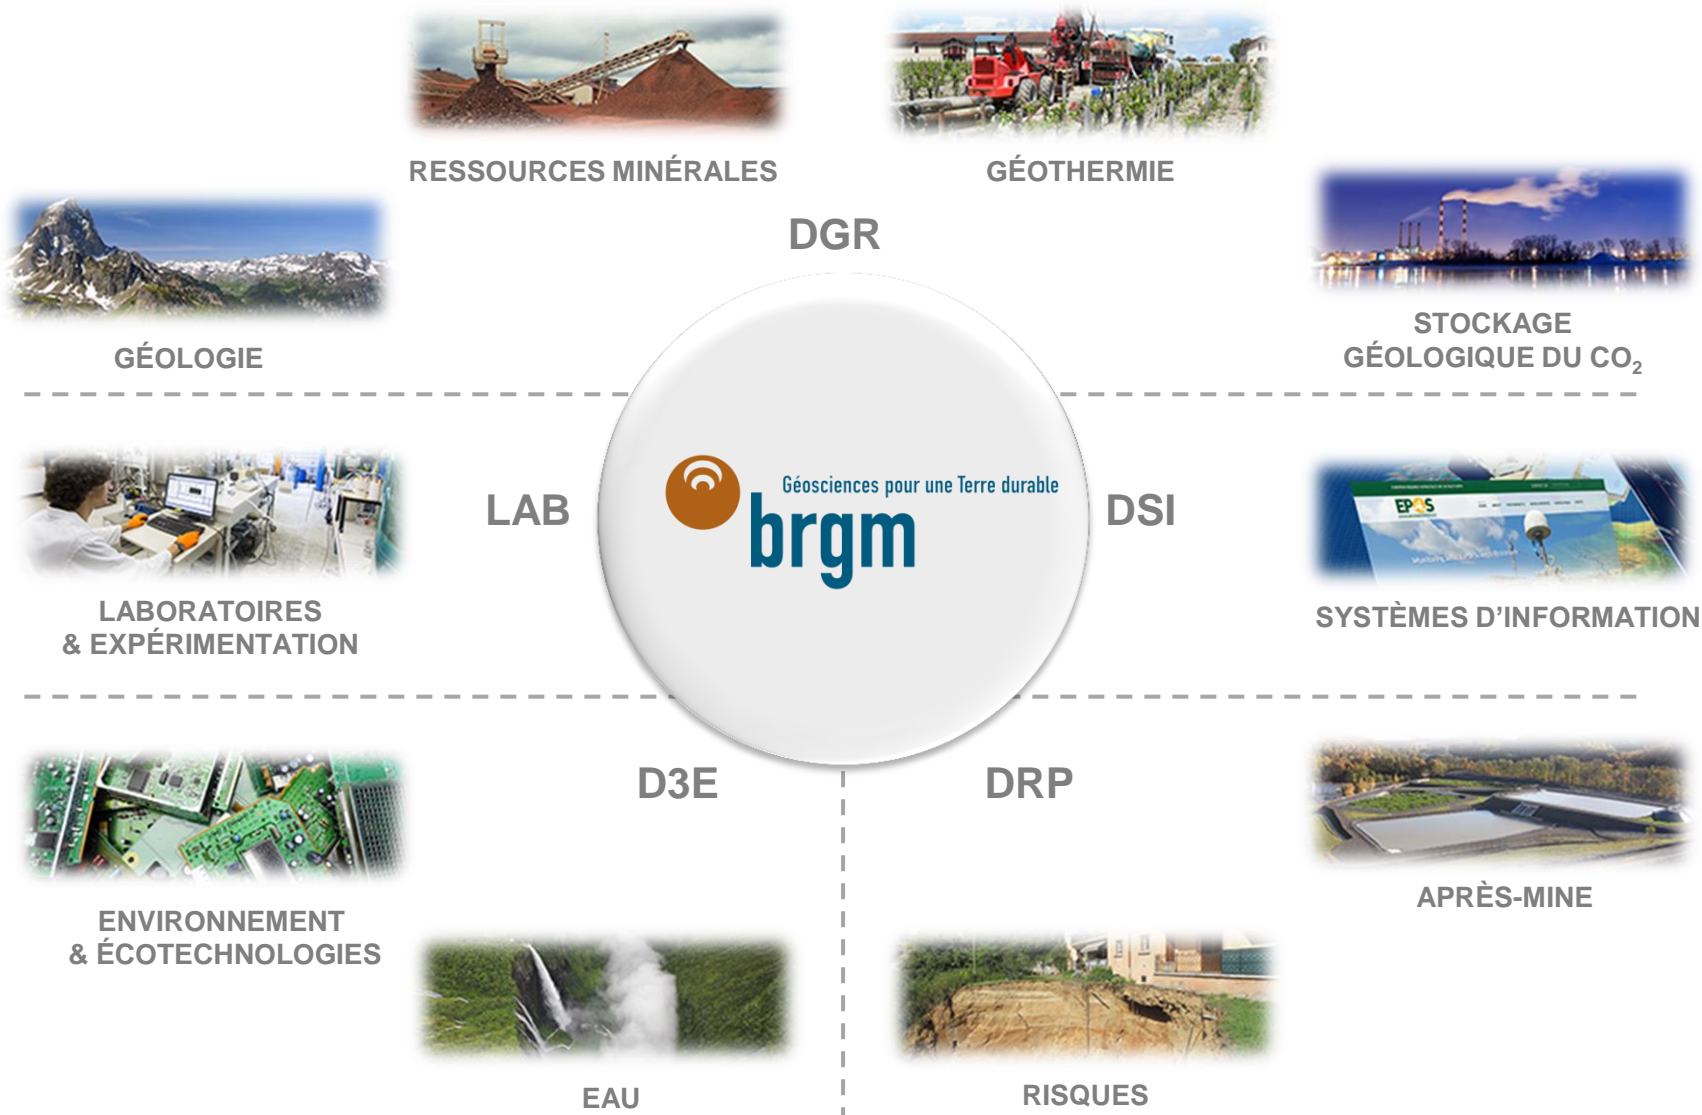 RESSOURCES MINÉRALES
GÉOTHERMIE
DGR
GÉOLOGIE
STOCKAGE
GÉOLOGIQUE DU CO₂
LAB
Géosciences pour une Terre durable
brgm
DSI
EPOS
LABORATOIRES
& EXPÉRIMENTATION
SYSTÈMES D’INFORMATION
D3E
DRP
ENVIRONNEMENT
& ÉCOTECHNOLOGIES
APRÈS-MINE
EAU
RISQUES